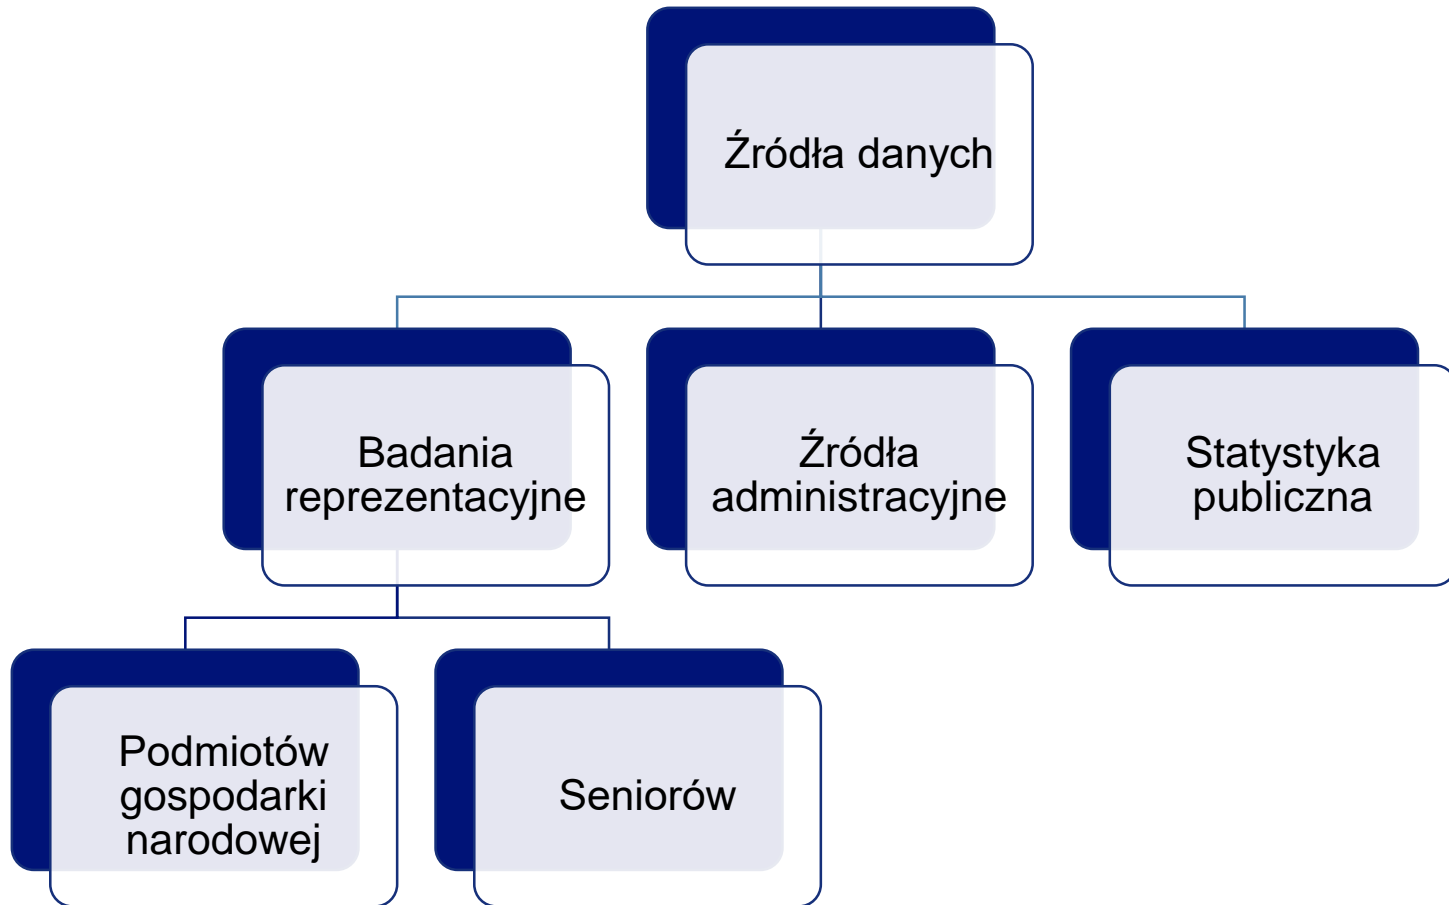 Źródła danych
Badania
reprezentacyjne
Źródła
administracyjne
Statystyka
publiczna
Podmiotów
gospodarki
narodowej
Seniorów